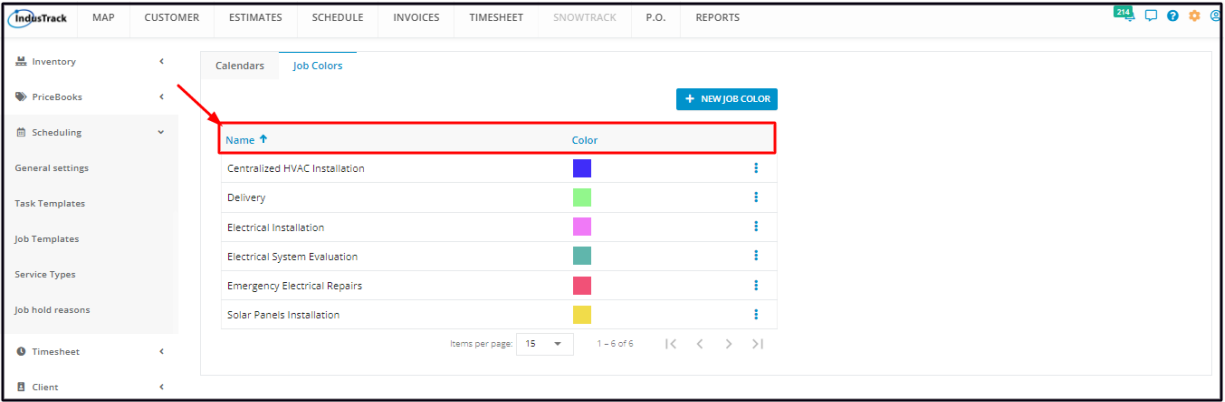 IndusTrack MAP CUSTOMER ESTIMATES SCHEDULE INVOICES TIMESHEET SNOWTRACK P.O. REPORTS 214
Inventory
PriceBooks
Scheduling
General settings
Task Templates
Job Templates
Service Types
Job hold reasons
Timesheet
Client
Calendars Job Colors
+ NEW JOB COLOR
Name Color
Centralized HVAC Installation
Delivery
Electrical Installation
Electrical System Evaluation
Emergency Electrical Repairs
Solar Panels Installation
Items per page: 15 1 – 6 of 6